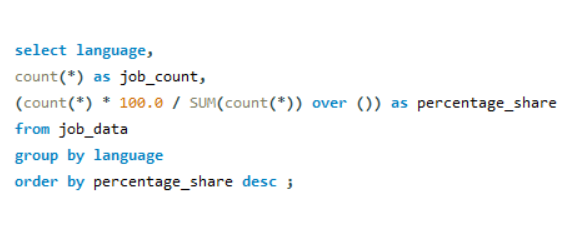 select language,
count(*) as job_count,
(count(*) * 100.0 / SUM(count(*)) over ()) as percentage_share
from job_data
group by language
order by percentage_share desc ;